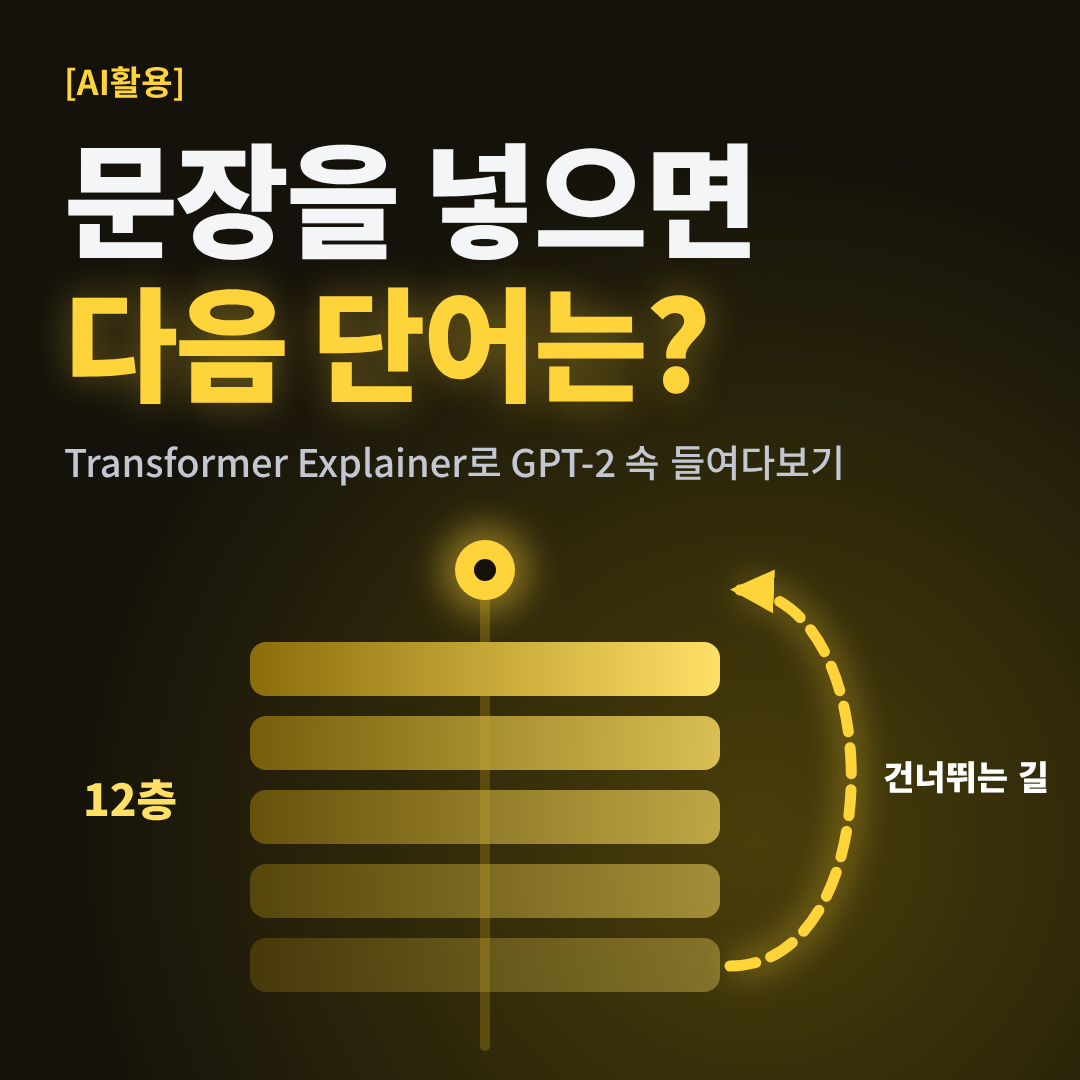 [AI활용]
문장을 넣으면
다음 단어는?
Transformer Explainer로 GPT-2 속 들여다보기
12층
건너뛰는 길